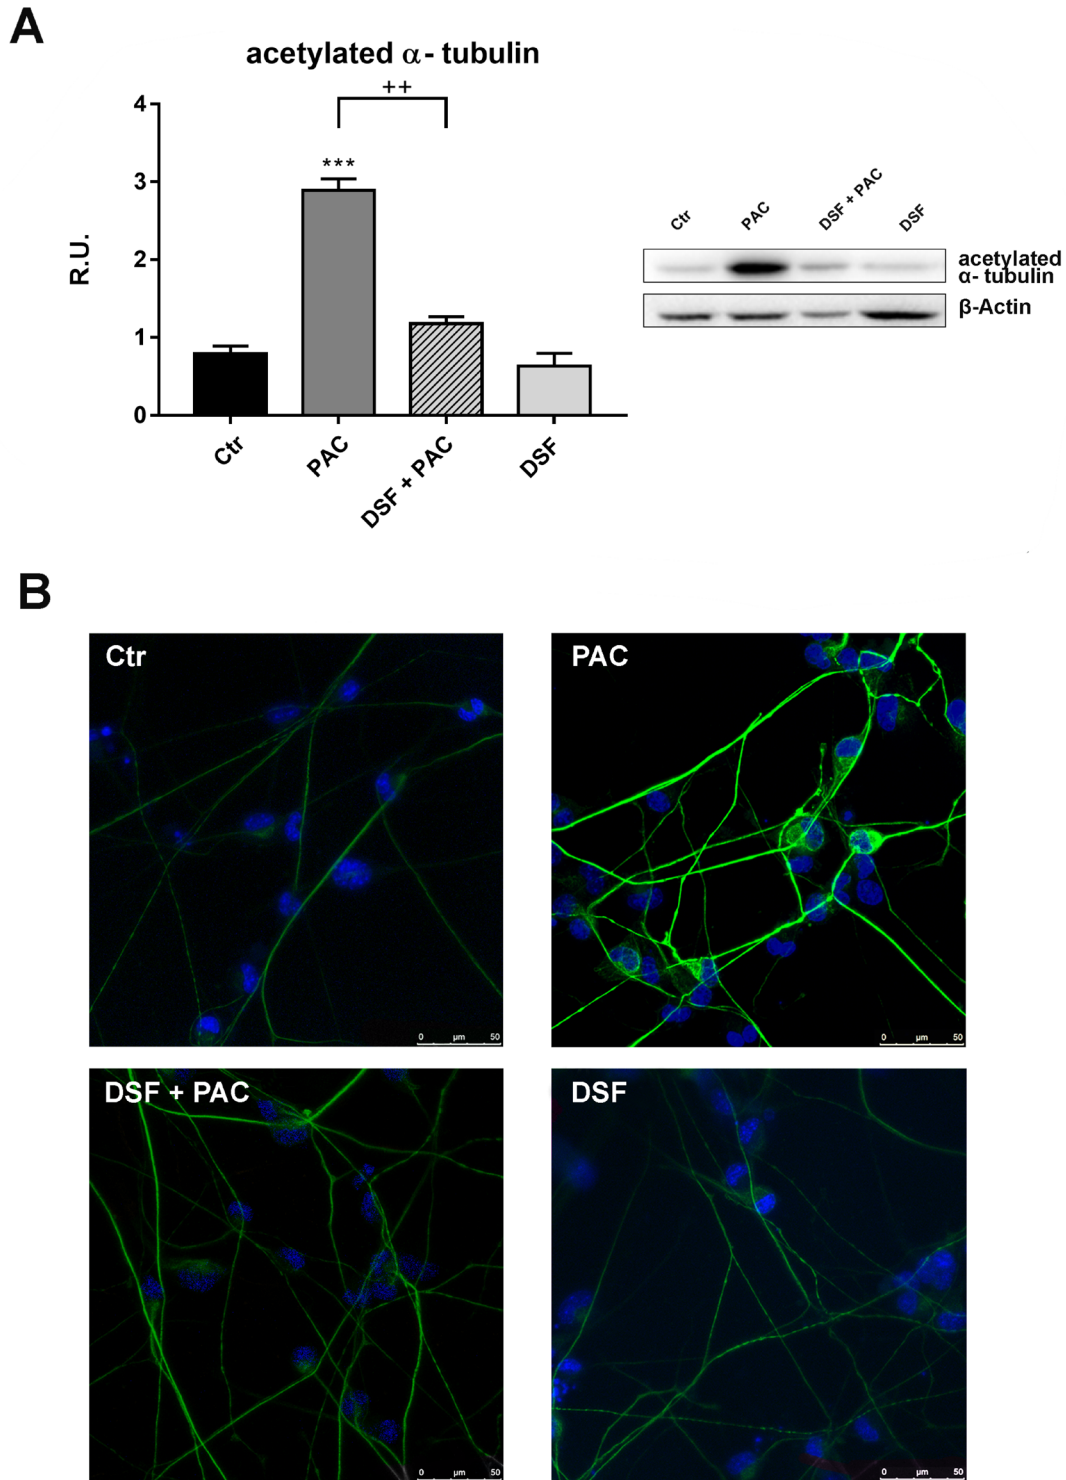 A
acetylated α- tubulin
++
4
***
3
2
1
0
R.U.
Ctr
PAC
DSF + PAC
DSF
Ctr
PAC
DSF + PAC
DSF
acetylated
α- tubulin
β-Actin
B
Ctr
0 µm 50
PAC
0 µm 50
DSF + PAC
0 µm 50
DSF
0 µm 50